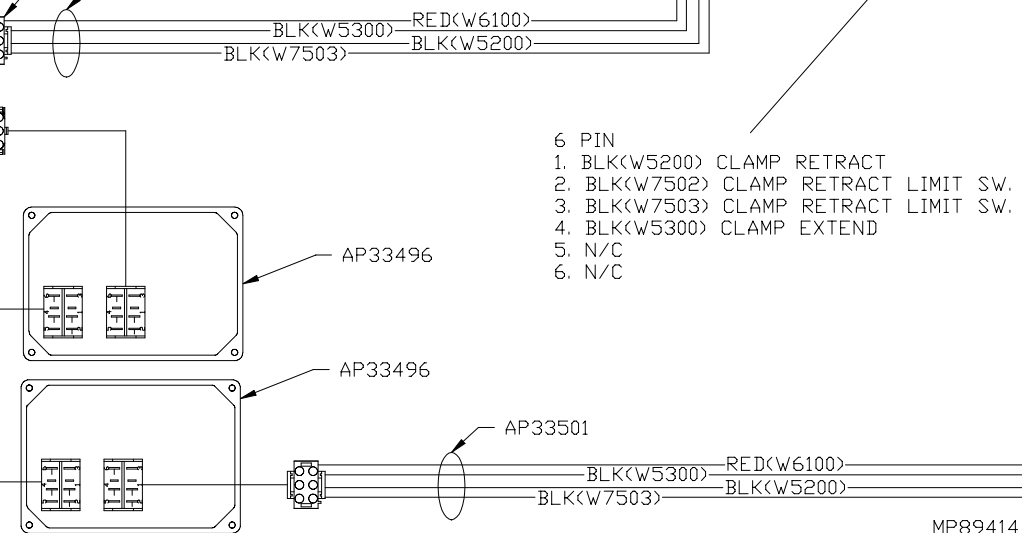 RED(W6100)
BLK(W5300)
BLK(W5200)
BLK(W7503)
6 PIN
1. BLK(W5200) CLAMP RETRACT
2. BLK(W7502) CLAMP RETRACT LIMIT SW.
3. BLK(W7503) CLAMP RETRACT LIMIT SW.
4. BLK(W5300) CLAMP EXTEND
5. N/C
6. N/C
AP33496
AP33496
AP33501
RED(W6100)
BLK(W5300)
BLK(W5200)
BLK(W7503)
MP89414